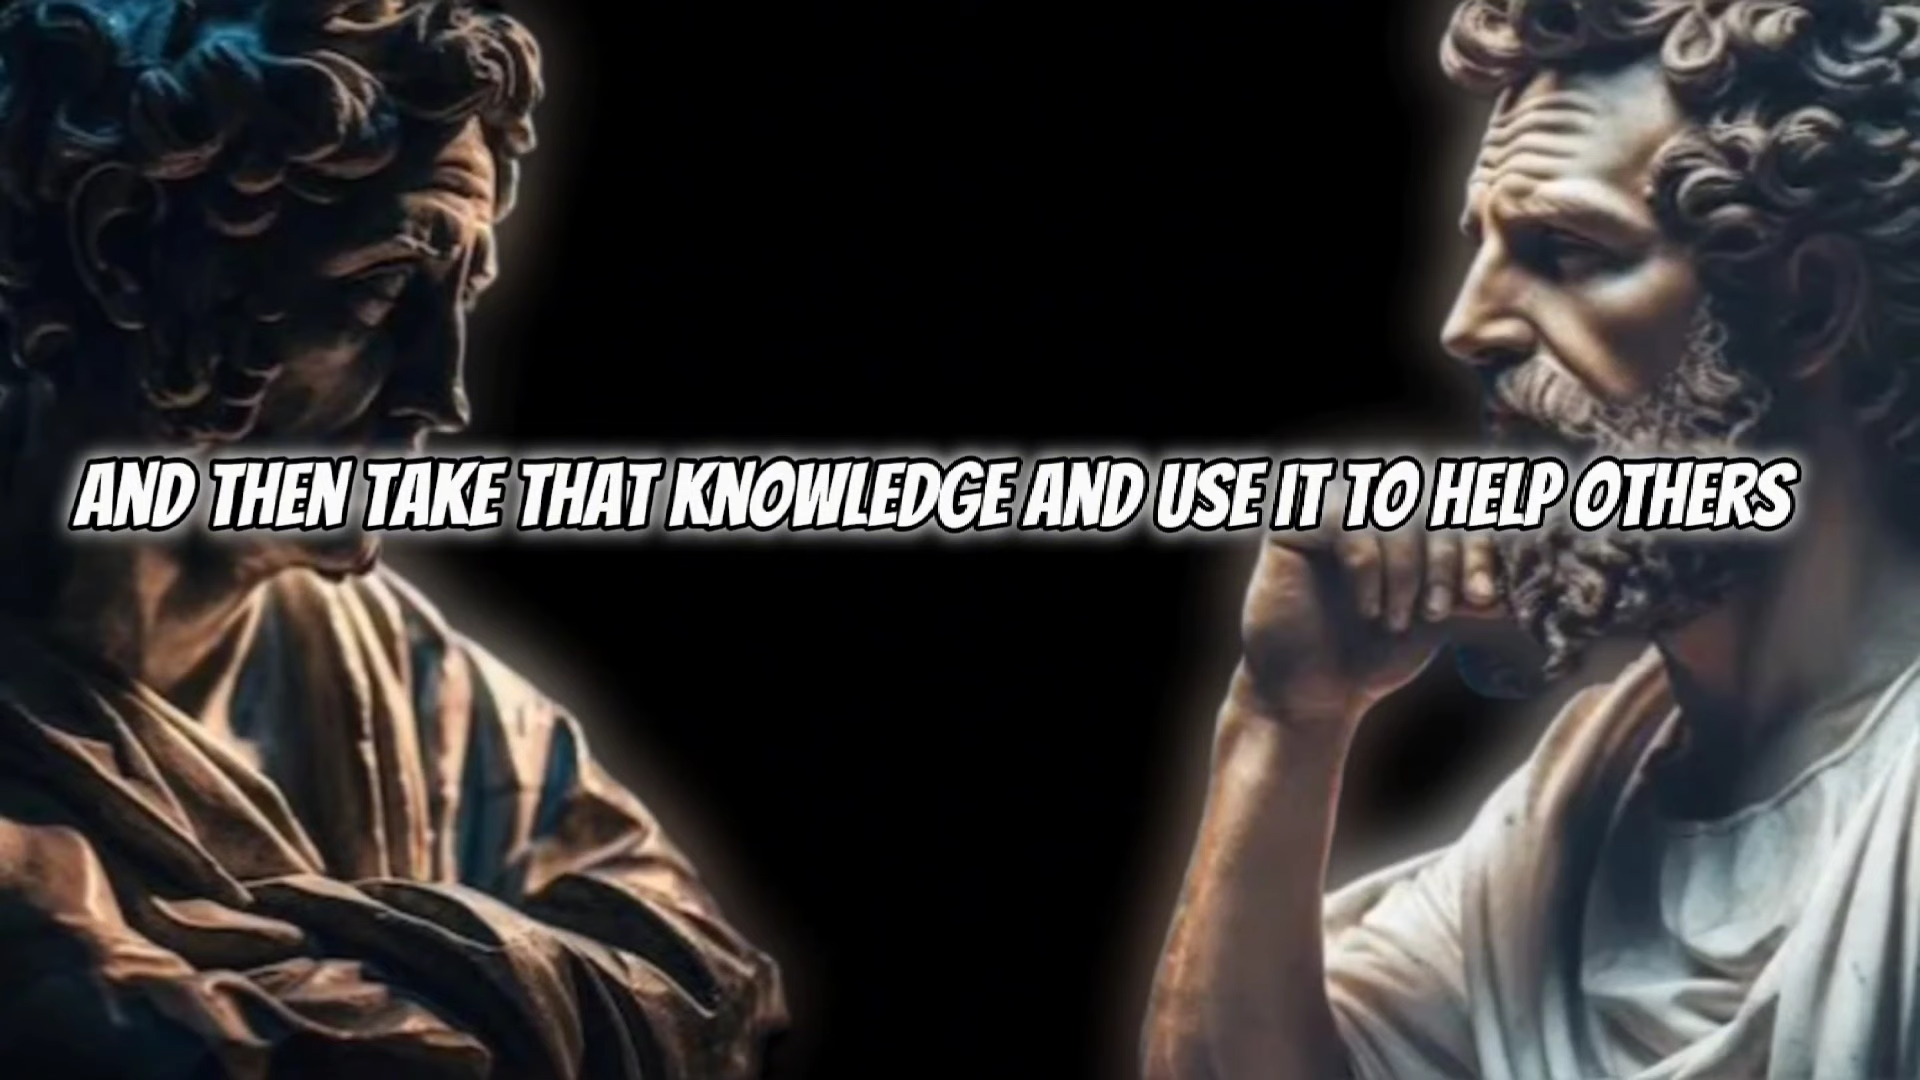 AND THEN TAKE THAT KNOWLEDGE AND USE IT TO HELP OTHERS